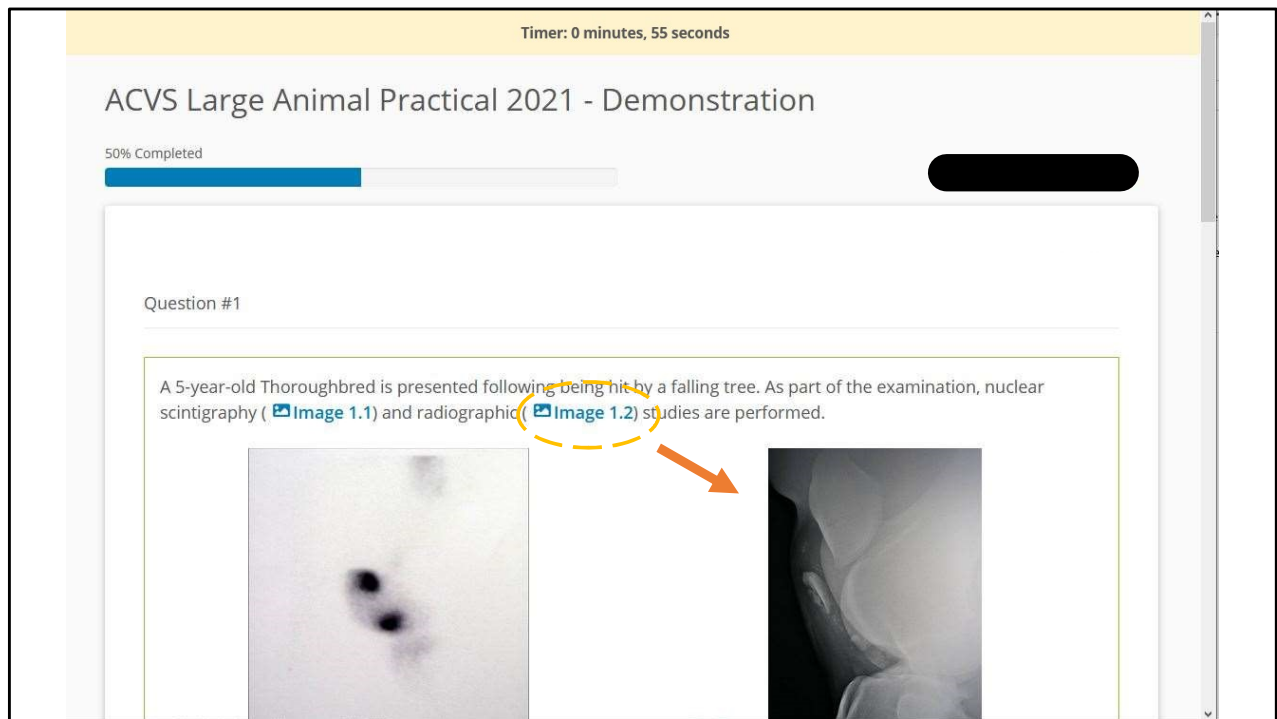 Timer: 0 minutes, 55 seconds
ACVS Large Animal Practical 2021 - Demonstration
50% Completed
Question #1
A 5-year-old Thoroughbred is presented following being hit by a falling tree. As part of the examination, nuclear
scintigraphy ( Image 1.1) and radiographic ( Image 1.2) studies are performed.